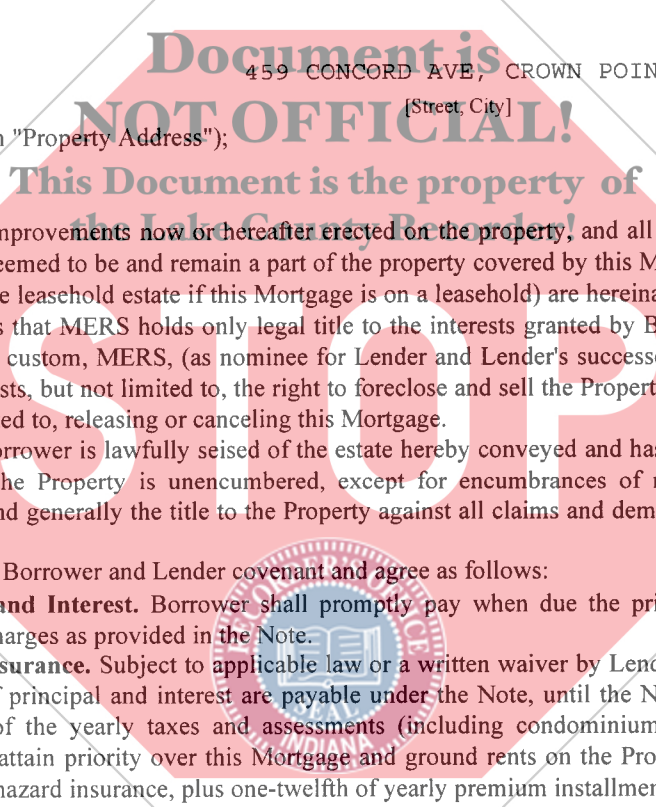 Document is
459 CONCORD AVE, CROWN POIN
[Street, City]
NOT OFFICIAL!
"Property Address");
This Document is the property of
the Lake County Recorder!
mprovements now or hereafter erected on the property, and all
eemed to be and remain a part of the property covered by this M
e leasehold estate if this Mortgage is on a leasehold) are hereina
s that MERS holds only legal title to the interests granted by B
custom, MERS, (as nominee for Lender and Lender's success
sts, but not limited to, the right to foreclose and sell the Propert
ed to, releasing or canceling this Mortgage.
STOP
orrower is lawfully seised of the estate hereby conveyed and has
he Property is unencumbered, except for encumbrances of
nd generally the title to the Property against all claims and dem
Borrower and Lender covenant and agree as follows:
and Interest. Borrower shall promptly pay when due the pri
harges as provided in the Note.
surance. Subject to applicable law or a written waiver by Lend
f principal and interest are payable under the Note, until the N
of the yearly taxes and assessments (including condominium
attain priority over this Mortgage and ground rents on the Pro
hazard insurance, plus one-twelfth of yearly premium installmen
RECORDER'S OFFICE
SEAL
INDIANA